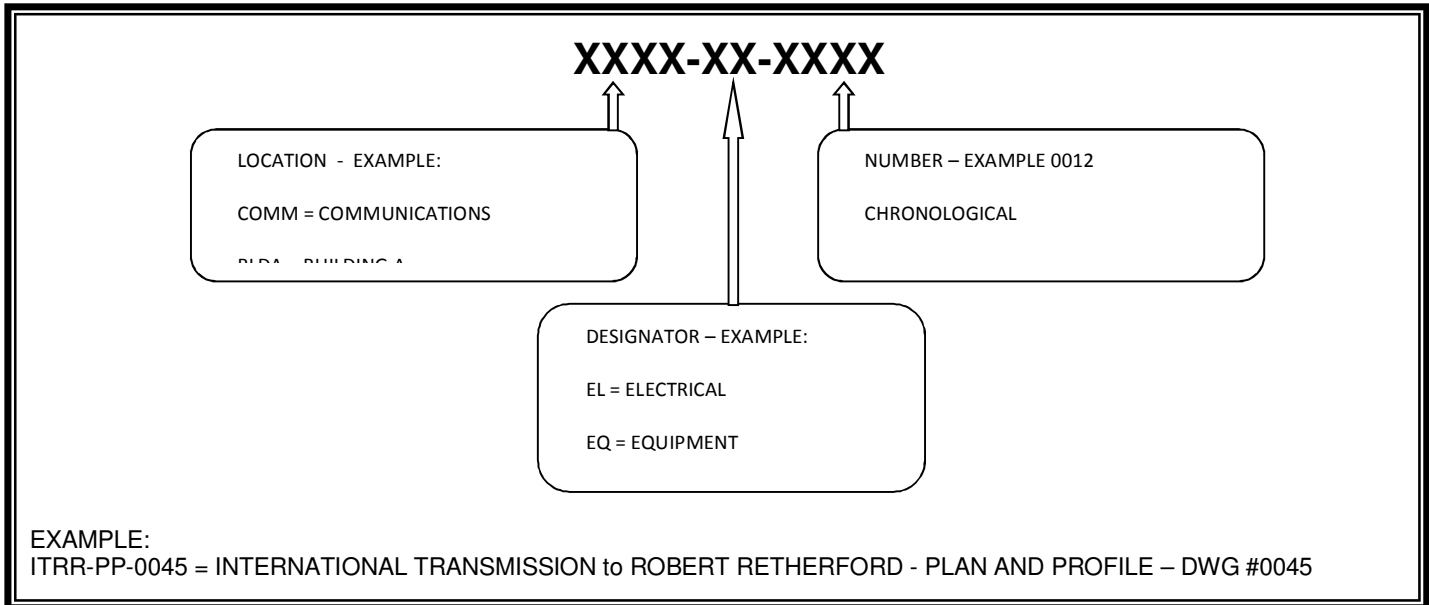 XXXX-XX-XXXX
LOCATION - EXAMPLE:
COMM = COMMUNICATIONS
NUMBER – EXAMPLE 0012
CHRONOLOGICAL
DESIGNATOR – EXAMPLE:
EL = ELECTRICAL
EQ = EQUIPMENT
EXAMPLE:
ITRR-PP-0045 = INTERNATIONAL TRANSMISSION to ROBERT RETHERFORD - PLAN AND PROFILE – DWG #0045